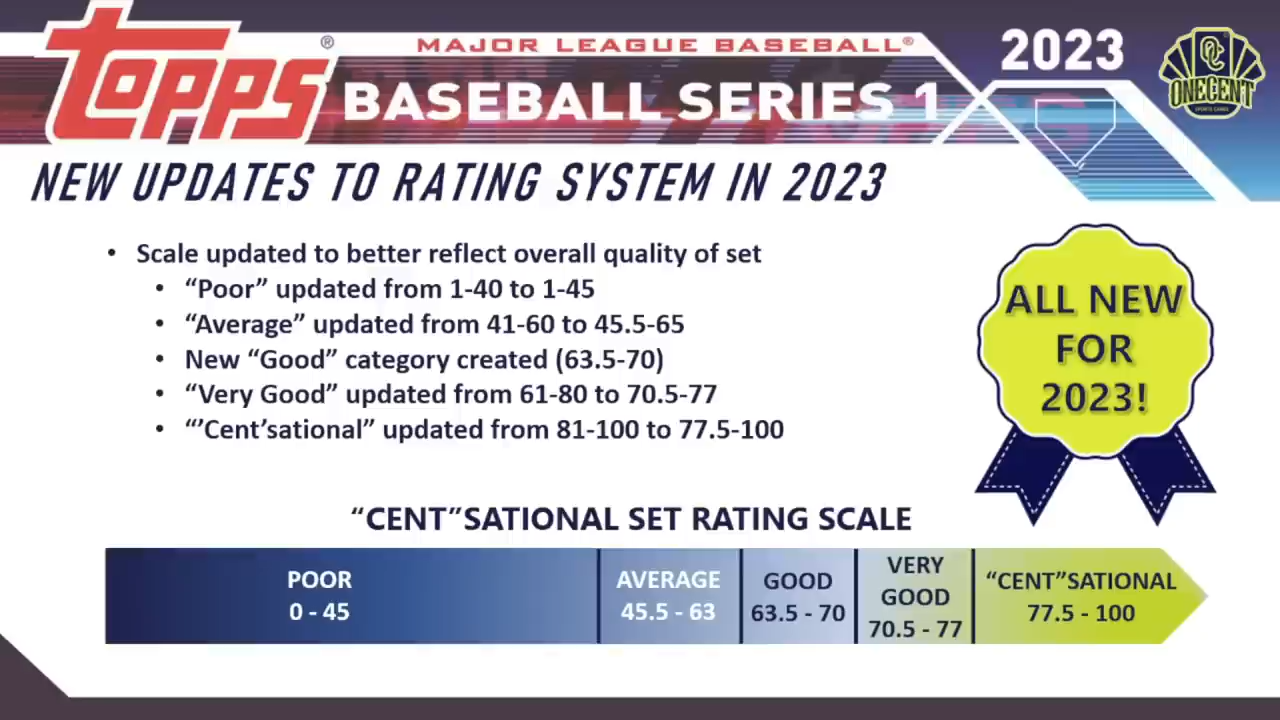 TOPPS ®
MAJOR LEAGUE BASEBALL®
BASEBALL SERIES 1
2023
OC
ONECENT
SPORTS CARDS
NEW UPDATES TO RATING SYSTEM IN 2023
• Scale updated to better reflect overall quality of set
• “Poor” updated from 1-40 to 1-45
• “Average” updated from 41-60 to 45.5-65
• New “Good” category created (63.5-70)
• “Very Good” updated from 61-80 to 70.5-77
• “’Cent’sational” updated from 81-100 to 77.5-100
ALL NEW
FOR
2023!
“CENT”SATIONAL SET RATING SCALE
POOR
0 - 45
AVERAGE
45.5 - 63
GOOD
63.5 - 70
VERY
GOOD
70.5 - 77
“CENT”SATIONAL
77.5 - 100